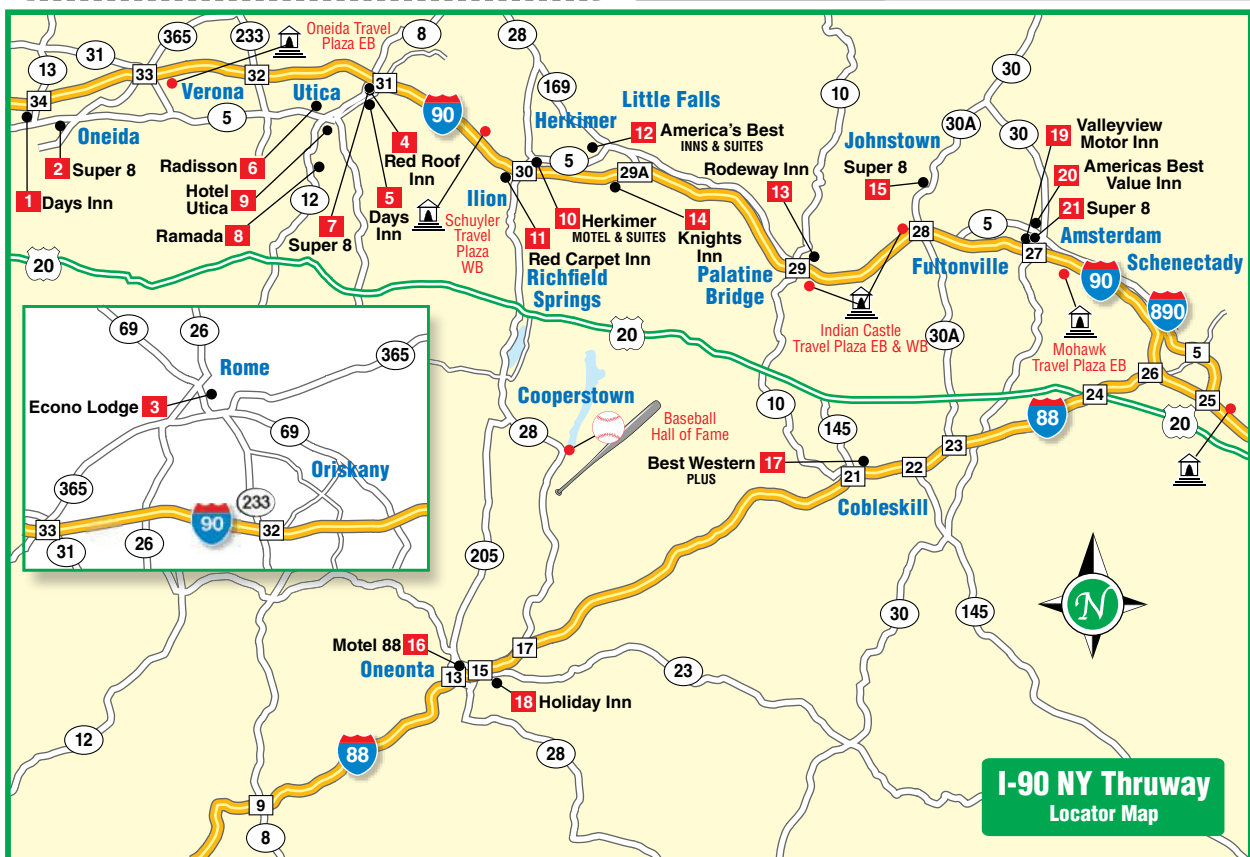 365
233
Oneida Travel
Plaza EB
8
28
31
13
33
32
31
34
Verona
Utica
5
Oneida
90
169
Little Falls
Herkimer
12 America's Best
INNS & SUITES
10
30
30A
30
Johnstown
Super 8
15
19 Valleyview
Motor Inn
20 Americas Best
Value Inn
21 Super 8
Amsterdam
Schenectady
2 Super 8
1 Days Inn
Radisson 6
Hotel
Utica 9
Ramada 8
12
7
Super 8
4
Red Roof
Inn
5
Days
Inn
Schuyler
Travel
Plaza
WB
Ilion
30
5
29A
10 Herkimer
MOTEL & SUITES
11
Red Carpet Inn
Richfield
Springs
14
Knights
Inn
Rodeway Inn
13
Palatine
Bridge
29
28
Fultonville
5
27
90
890
Indian Castle
Travel Plaza EB & WB
30A
Mohawk
Travel Plaza EB
5
26
25
24
20
20
20
69
26
365
Rome
Econo Lodge 3
69
Oriskany
365
233
90
33
32
31
26
Cooperstown
28
Baseball
Hall of Fame
10
145
88
23
22
21
Best Western 17
PLUS
Cobleskill
205
30
145
N
Motel 88 16
Oneonta
13
15
17
18 Holiday Inn
23
12
88
28
9
8
I-90 NY Thruway
Locator Map